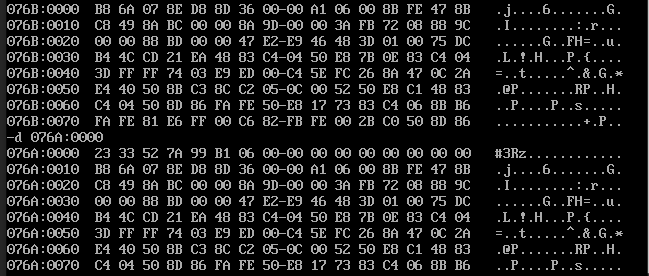 076B:0000  B8 6A 07 8E D8 8D 36 00-00 A1 06 00 8B FE 47 8B   .j....6.......G.
076B:0010  C8 49 8A BC 00 00 8A 9D-00 00 3A FB 72 08 88 9C   .I........:.r...
076B:0020  00 00 88 BD 00 00 47 E2-E9 46 48 3D 01 00 75 DC   ......G..FH=..u.
076B:0030  B4 4C CD 21 EA 48 83 C4-04 50 E8 7B 0E 83 C4 04   .L.!.H...P.{....
076B:0040  3D FF FF 74 03 E9 ED 00-C4 5E FC 26 8A 47 0C 2A   =..t.....^.&.G.*
076B:0050  E4 40 50 8B C3 8C C2 05-0C 00 52 50 E8 C1 48 83   .@P.......RP..H.
076B:0060  C4 04 50 8D 86 FA FE 50-E8 17 73 83 C4 06 8B B6   ..P....P..s.....
076B:0070  FA FE 81 E6 FF 00 C6 82-FB FE 00 2B C0 50 8D 86   ...........+.P..
-d 076A:0000
076A:0000  23 33 52 7A 99 B1 06 00-00 00 00 00 00 00 00 00   #3Rz............
076A:0010  B8 6A 07 8E D8 8D 36 00-00 A1 06 00 8B FE 47 8B   .j....6.......G.
076A:0020  C8 49 8A BC 00 00 8A 9D-00 00 3A FB 72 08 88 9C   .I........:.r...
076A:0030  00 00 88 BD 00 00 47 E2-E9 46 48 3D 01 00 75 DC   ......G..FH=..u.
076A:0040  B4 4C CD 21 EA 48 83 C4-04 50 E8 7B 0E 83 C4 04   .L.!.H...P.{....
076A:0050  3D FF FF 74 03 E9 ED 00-C4 5E FC 26 8A 47 0C 2A   =..t.....^.&.G.*
076A:0060  E4 40 50 8B C3 8C C2 05-0C 00 52 50 E8 C1 48 83   .@P.......RP..H.
076A:0070  C4 04 50 8D 86 FA FE 50-E8 17 73 83 C4 06 8B B6   ..P....P..s.....